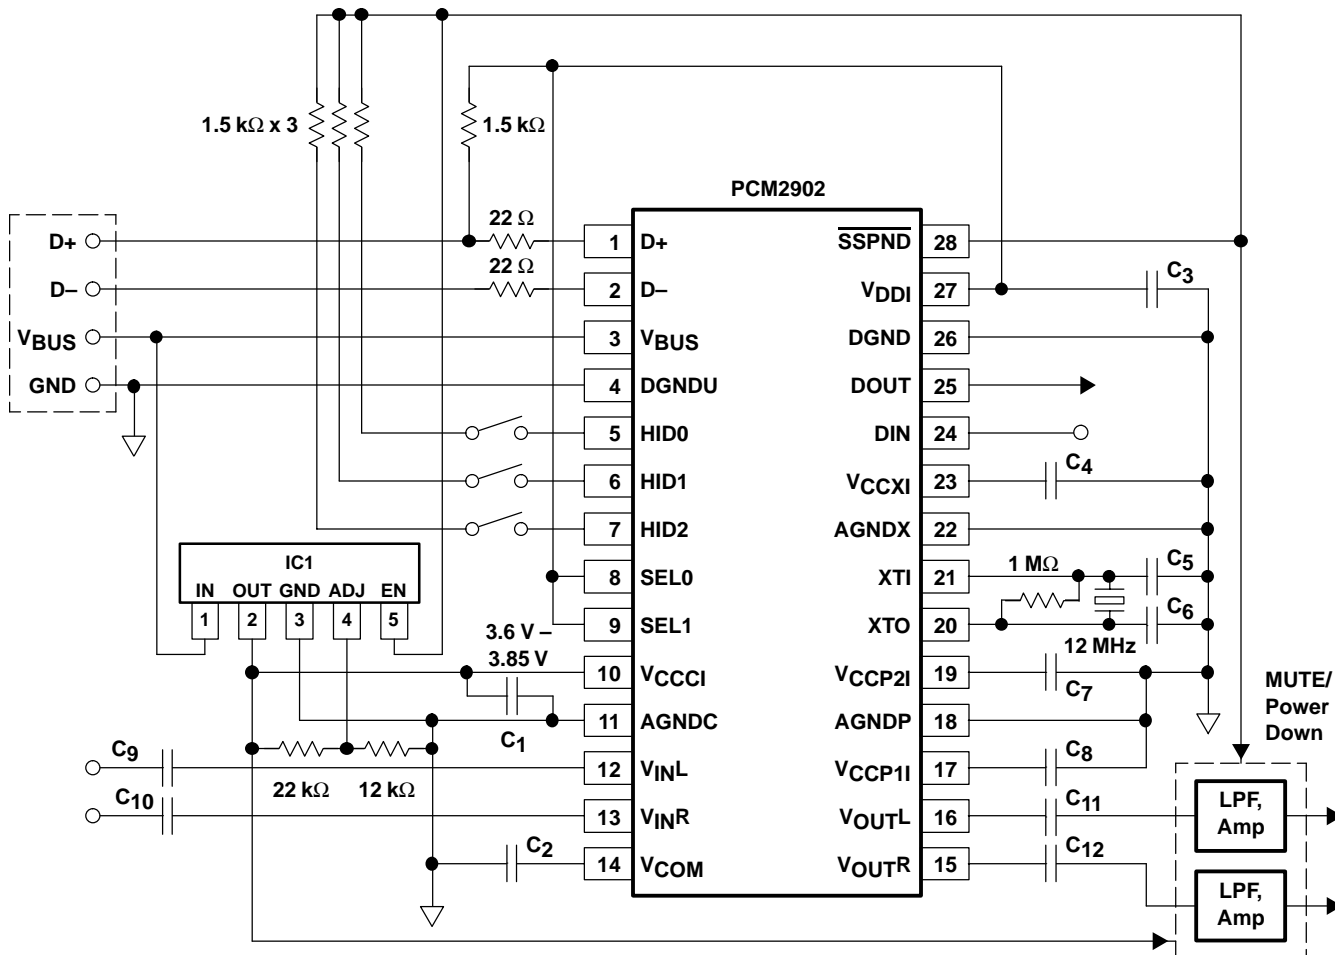 1.5 kΩ x 3
1.5 kΩ
PCM2902
22 Ω
22 Ω
D+
D–
VBUS
GND
1 D+
2 D–
3 VBUS
4 DGNDU
5 HID0
6 HID1
7 HID2
8 SEL0
9 SEL1
10 VCCCI
11 AGNDC
12 VINL
13 VINR
14 VCOM
SSPND 28
VDDI 27
DGND 26
DOUT 25
DIN 24
VCCXI 23
AGNDX 22
XTI 21
XTO 20
VCCP2I 19
AGNDP 18
VCCP1I 17
VOUTL 16
VOUTR 15
C3
C4
1 MΩ
C5
C6
12 MHz
C7
C8
C11
C12
IC1
IN OUT GND ADJ EN
1 2 3 4 5
3.6 V –
3.85 V
C1
C9
22 kΩ
12 kΩ
C10
C2
MUTE/
Power
Down
LPF,
Amp
LPF,
Amp